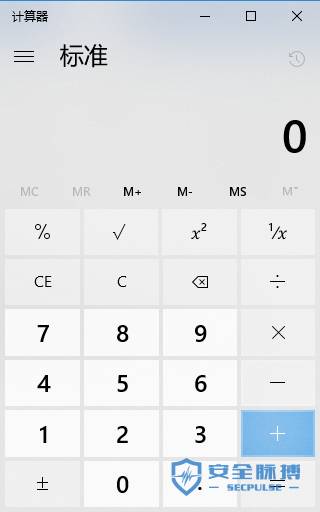 计算器
标准
0
MC MR M+ M- MS M˅
% √ x² ¹/x
CE C ÷
7 8 9 ×
4 5 6 −
1 2 3 +
± 0 . =
安全脉搏
SECPULSE